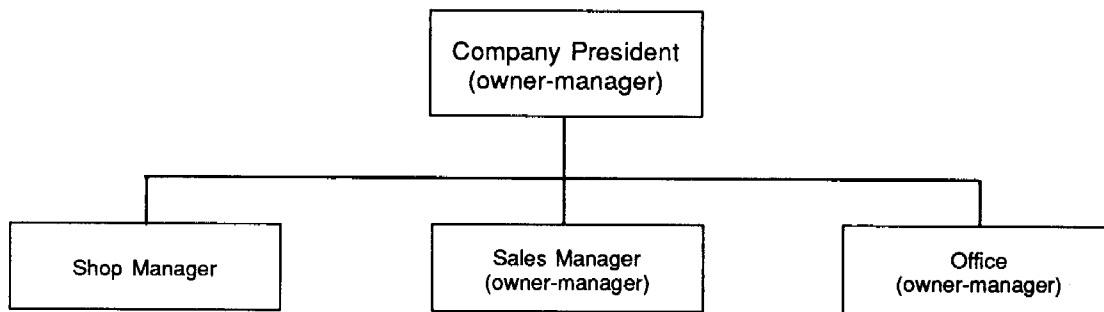 Company President
(owner-manager)
Shop Manager
Sales Manager
(owner-manager)
Office
(owner-manager)